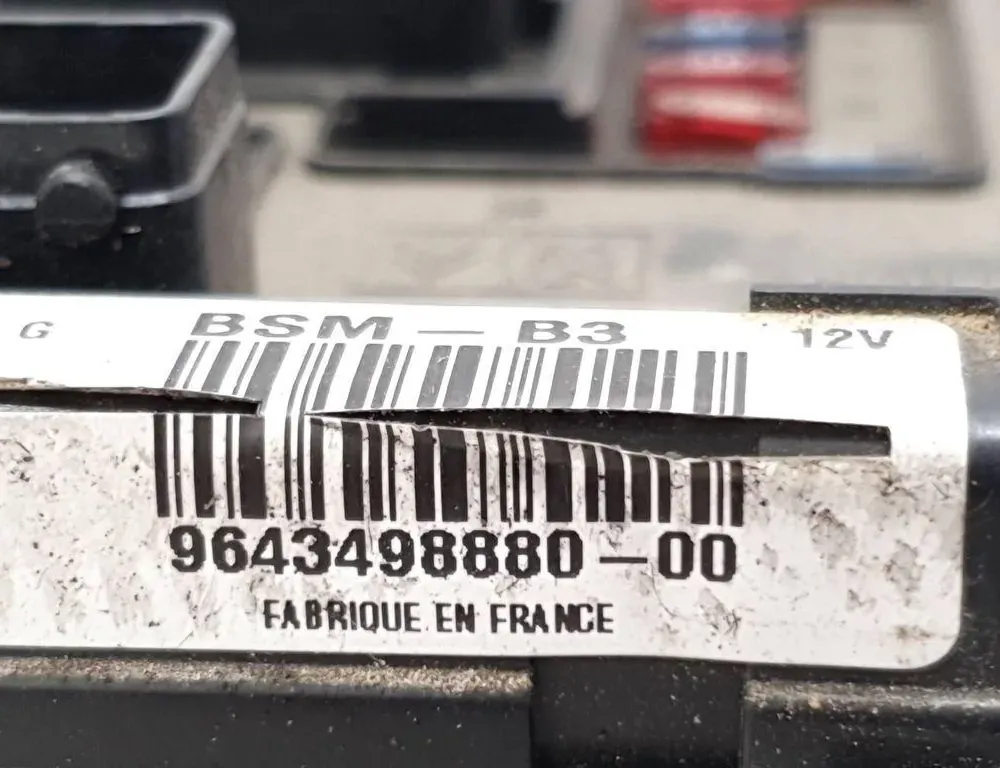 G BSM - B3 12V
9643498880-00
FABRIQUE EN FRANCE